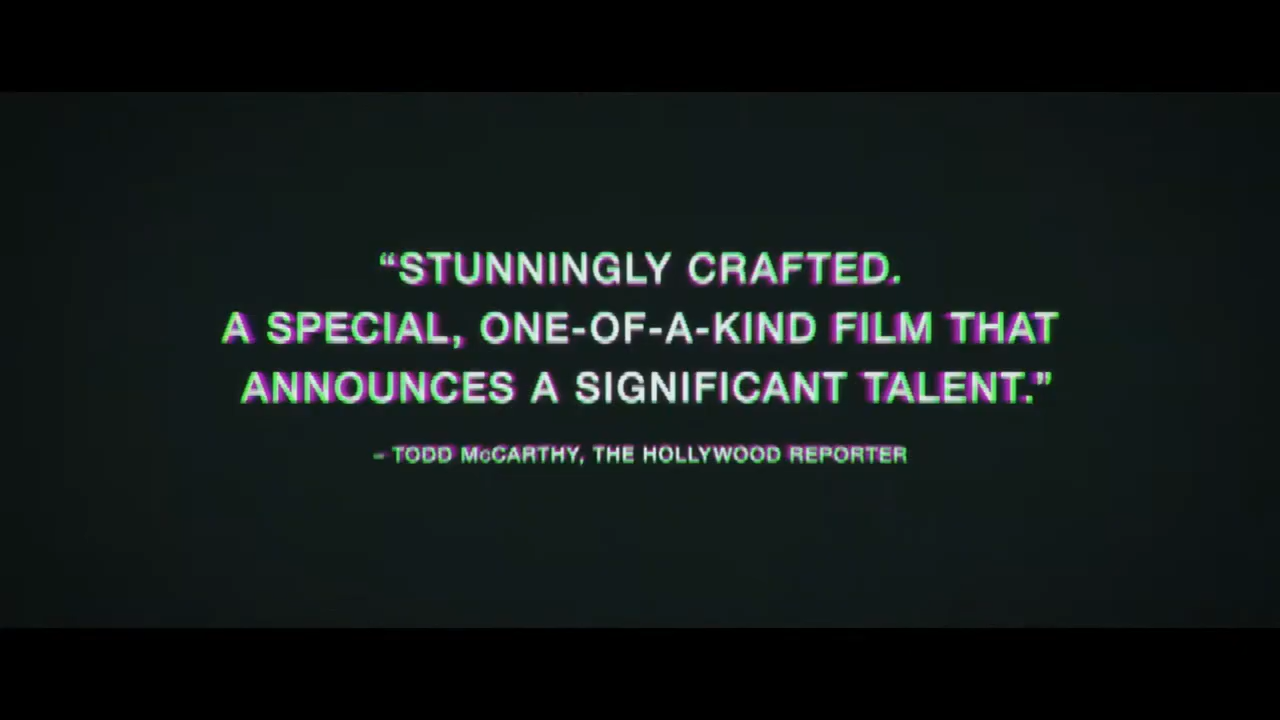 “STUNNINGLY CRAFTED.
A SPECIAL, ONE-OF-A-KIND FILM THAT
ANNOUNCES A SIGNIFICANT TALENT.”
– TODD McCARTHY, THE HOLLYWOOD REPORTER